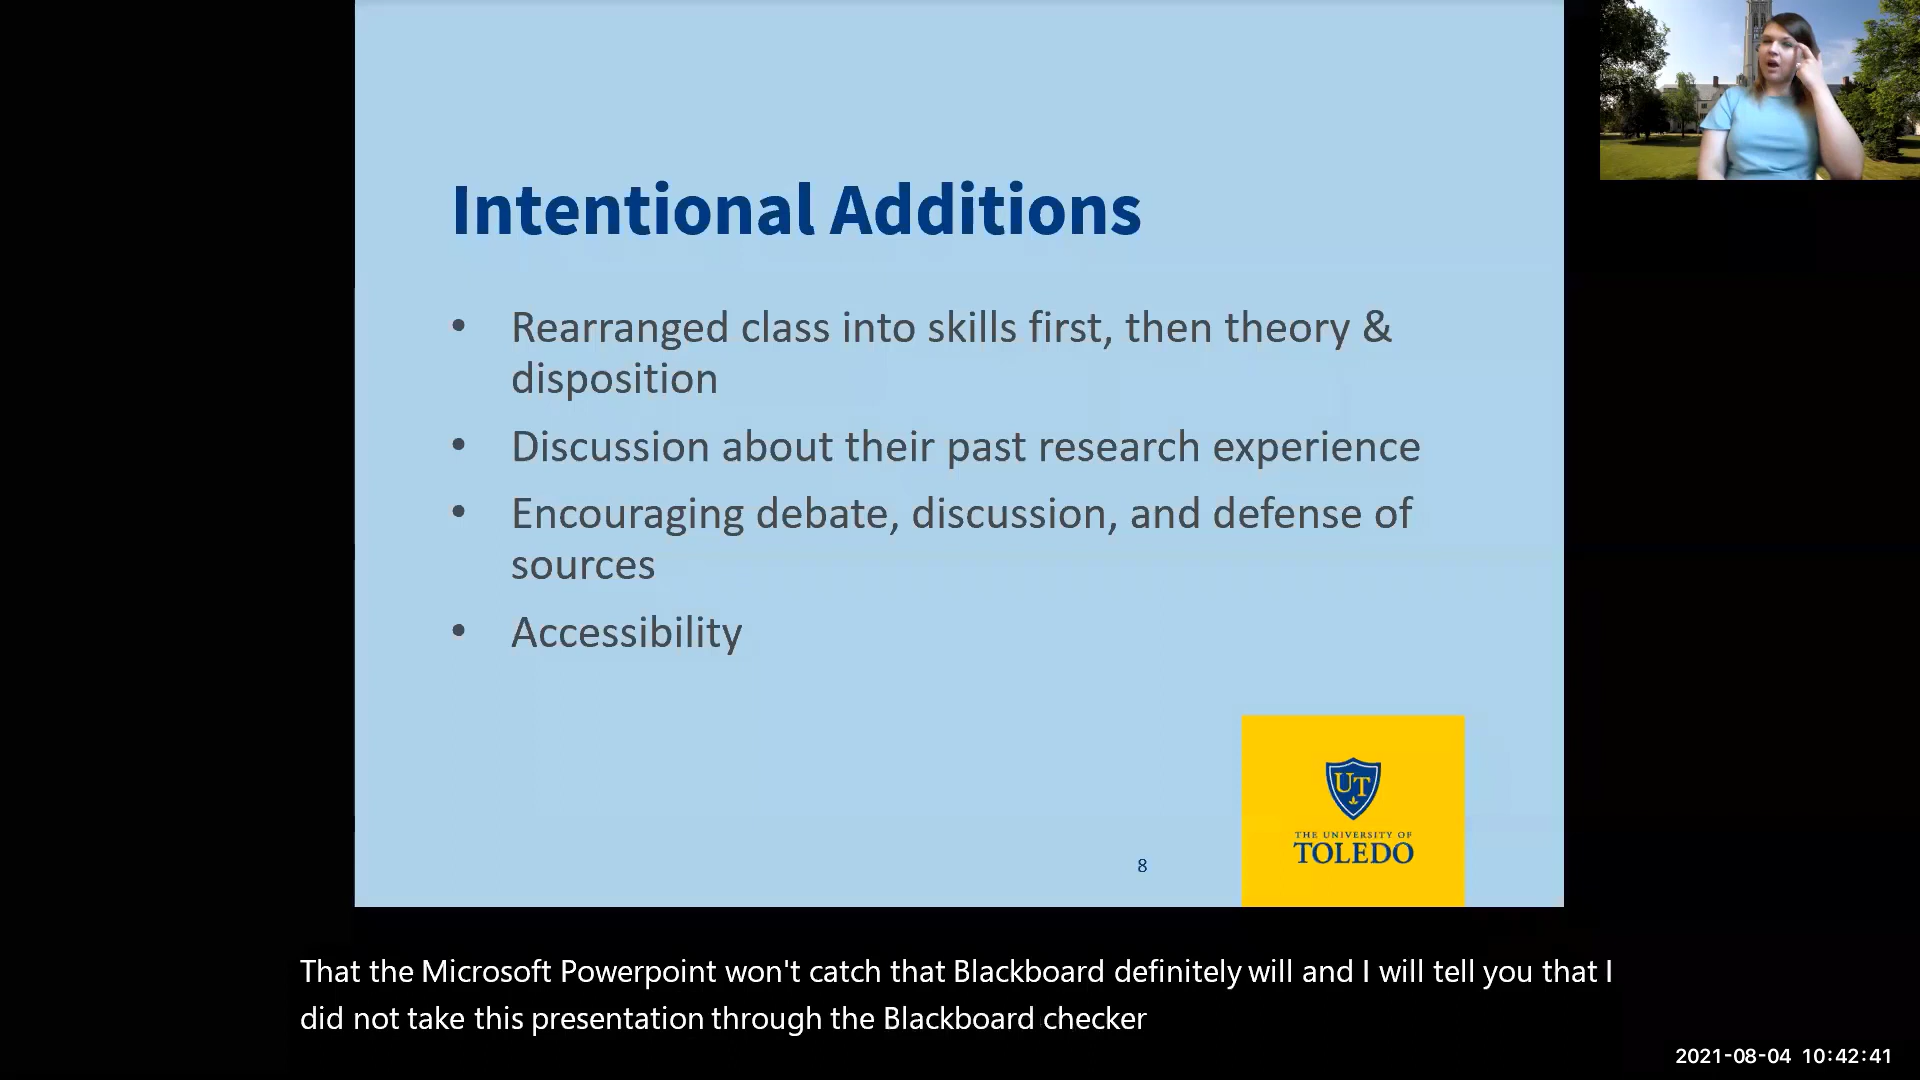 Intentional Additions
• Rearranged class into skills first, then theory &
disposition
• Discussion about their past research experience
• Encouraging debate, discussion, and defense of
sources
• Accessibility
UT
THE UNIVERSITY OF
TOLEDO
8
That the Microsoft Powerpoint won't catch that Blackboard definitely will and I will tell you that I
did not take this presentation through the Blackboard checker
2021-08-04 10:42:41